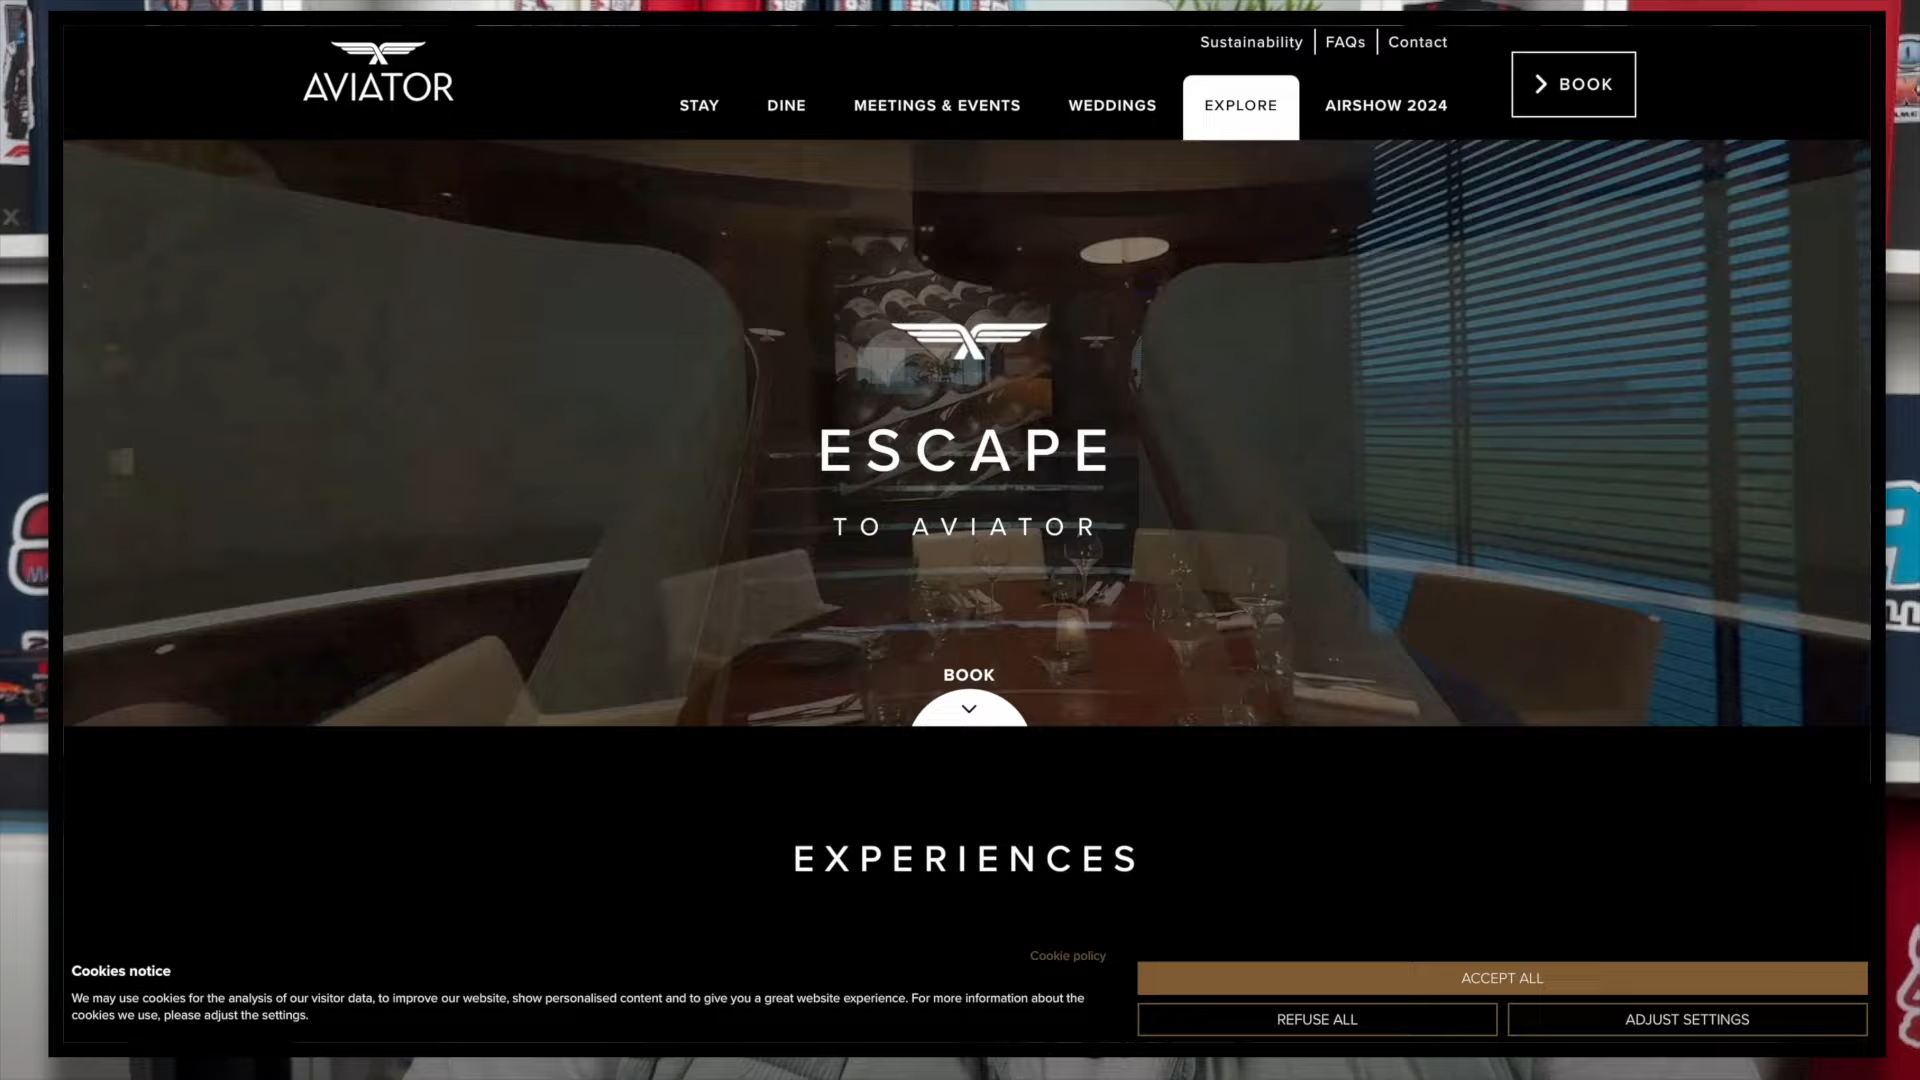 Sustainability FAQs Contact
AVIATOR
STAY DINE MEETINGS & EVENTS WEDDINGS EXPLORE AIRSHOW 2024
BOOK
ESCAPE
TO AVIATOR
BOOK
EXPERIENCES
Cookie policy
Cookies notice
We may use cookies for the analysis of our visitor data, to improve our website, show personalised content and to give you a great website experience. For more information about the
cookies we use, please adjust the settings.
ACCEPT ALL
REFUSE ALL ADJUST SETTINGS